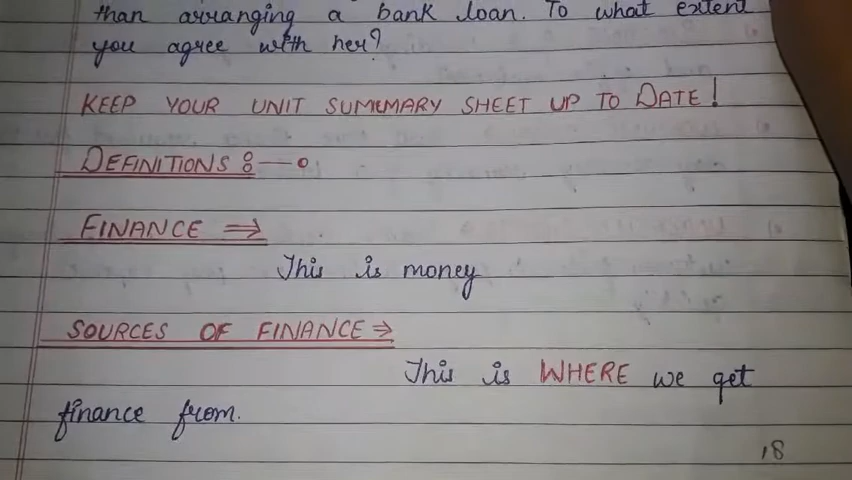 than arranging a bank loan. To what extent
you agree with her?
KEEP YOUR UNIT SUMMARY SHEET UP TO DATE!
DEFINITIONS :—
FINANCE ⇒
This is money
SOURCES OF FINANCE ⇒
This is WHERE we get
finance from.
18